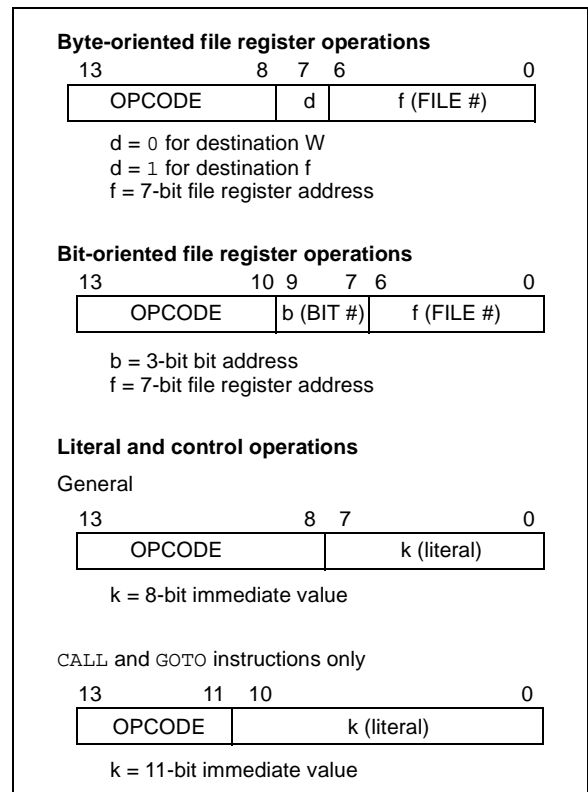 Byte-oriented file register operations
13 8 7 6 0
OPCODE d f (FILE #)
d = 0 for destination W
d = 1 for destination f
f = 7-bit file register address
Bit-oriented file register operations
13 10 9 7 6 0
OPCODE b (BIT #) f (FILE #)
b = 3-bit bit address
f = 7-bit file register address
Literal and control operations
General
13 8 7 0
OPCODE k (literal)
k = 8-bit immediate value
CALL and GOTO instructions only
13 11 10 0
OPCODE k (literal)
k = 11-bit immediate value